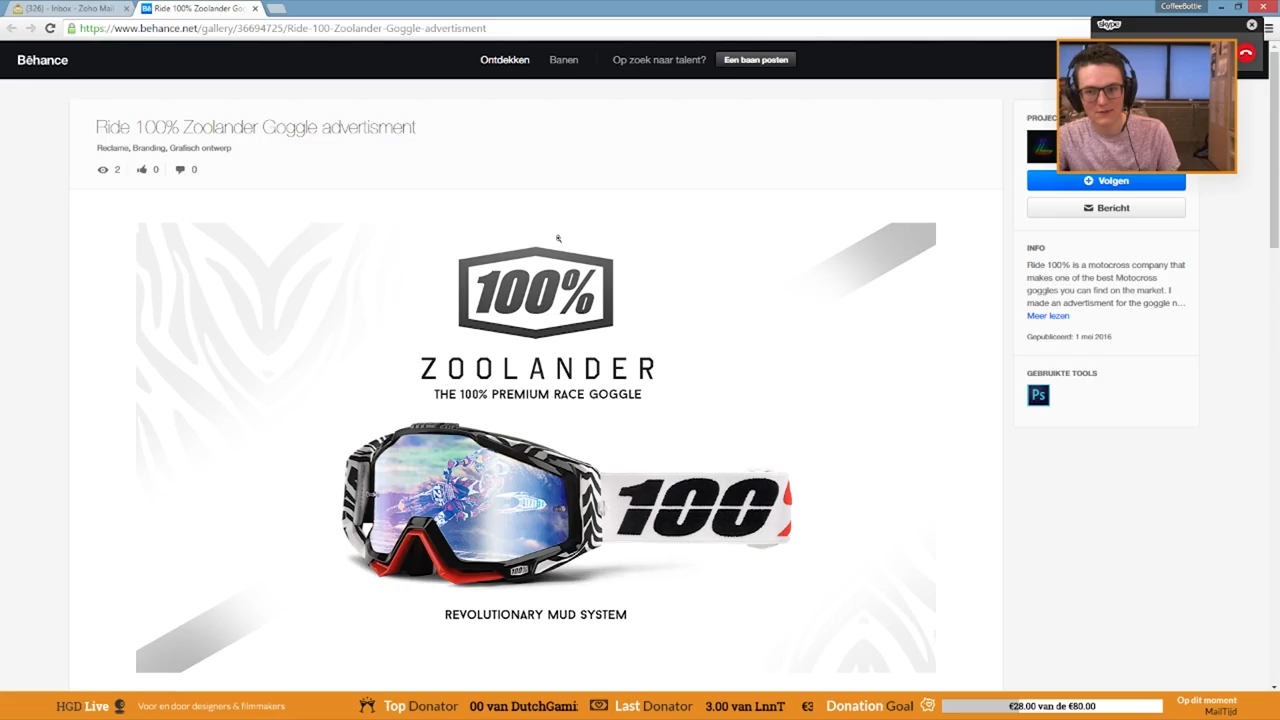 (326) - Inbox - Zoho Mail
Ride 100% Zoolander Gog
CoffeeBottle
https://www.behance.net/gallery/36694725/Ride-100-Zoolander-Goggle-advertisment
skype
Bēhance
Ontdekken
Banen
Op zoek naar talent?
Een baan posten
Ride 100% Zoolander Goggle advertisment
Reclame, Branding, Grafisch ontwerp
2
0
0
PROJEC
Volgen
Bericht
INFO
Ride 100% is a motocross company that
makes one of the best Motocross
goggles you can find on the market. I
made an advertisment for the goggle n...
Meer lezen
Gepubliceerd: 1 mei 2016
GEBRUIKTE TOOLS
Ps
100%
ZOOLANDER
THE 100% PREMIUM RACE GOGGLE
100
100%
REVOLUTIONARY MUD SYSTEM
HGD Live
Voor en door designers & filmmakers
Top Donator
00 van DutchGami
Last Donator
3.00 van LnnT
€3
Donation Goal
€28.00 van de €80.00
Op dit moment
MailTijd